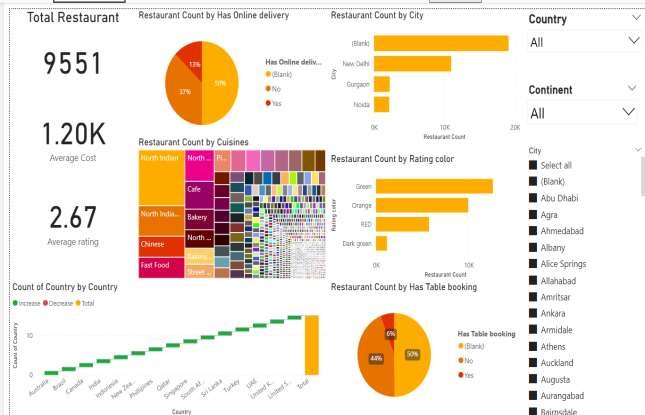 Total Restaurant
9551
1.20K
Average Cost
2.67
Average rating
Restaurant Count by Has Online delivery
13%
37%
50%
Has Online deliv...
(Blank)
No
Yes
Restaurant Count by City
City
(Blank)
New Delhi
Gurgaon
Noida
0K
10K
20K
Restaurant Count
Restaurant Count by Cuisines
North Indian
North India...
Chinese
Fast Food
North ...
Cafe
Bakery
North ...
Bakery...
Street ...
Pi...
Restaurant Count by Rating color
Rating color
Green
Orange
RED
Dark green
0K
10K
Restaurant Count
Count of Country by Country
Increase
Decrease
Total
Count of Country
10
0
Australia
Brazil
Canada
India
Indonesia
New Zea...
Philipines
Qatar
Singapore
South Af...
Sri Lanka
Turkey
UAE
United K...
United S...
Total
Country
Restaurant Count by Has Table booking
6%
44%
50%
Has Table booking
(Blank)
No
Yes
Country
All
Continent
All
City
Select all
(Blank)
Abu Dhabi
Agra
Ahmedabad
Albany
Alice Springs
Allahabad
Amritsar
Ankara
Armidale
Athens
Auckland
Augusta
Aurangabad
Bairnsdale